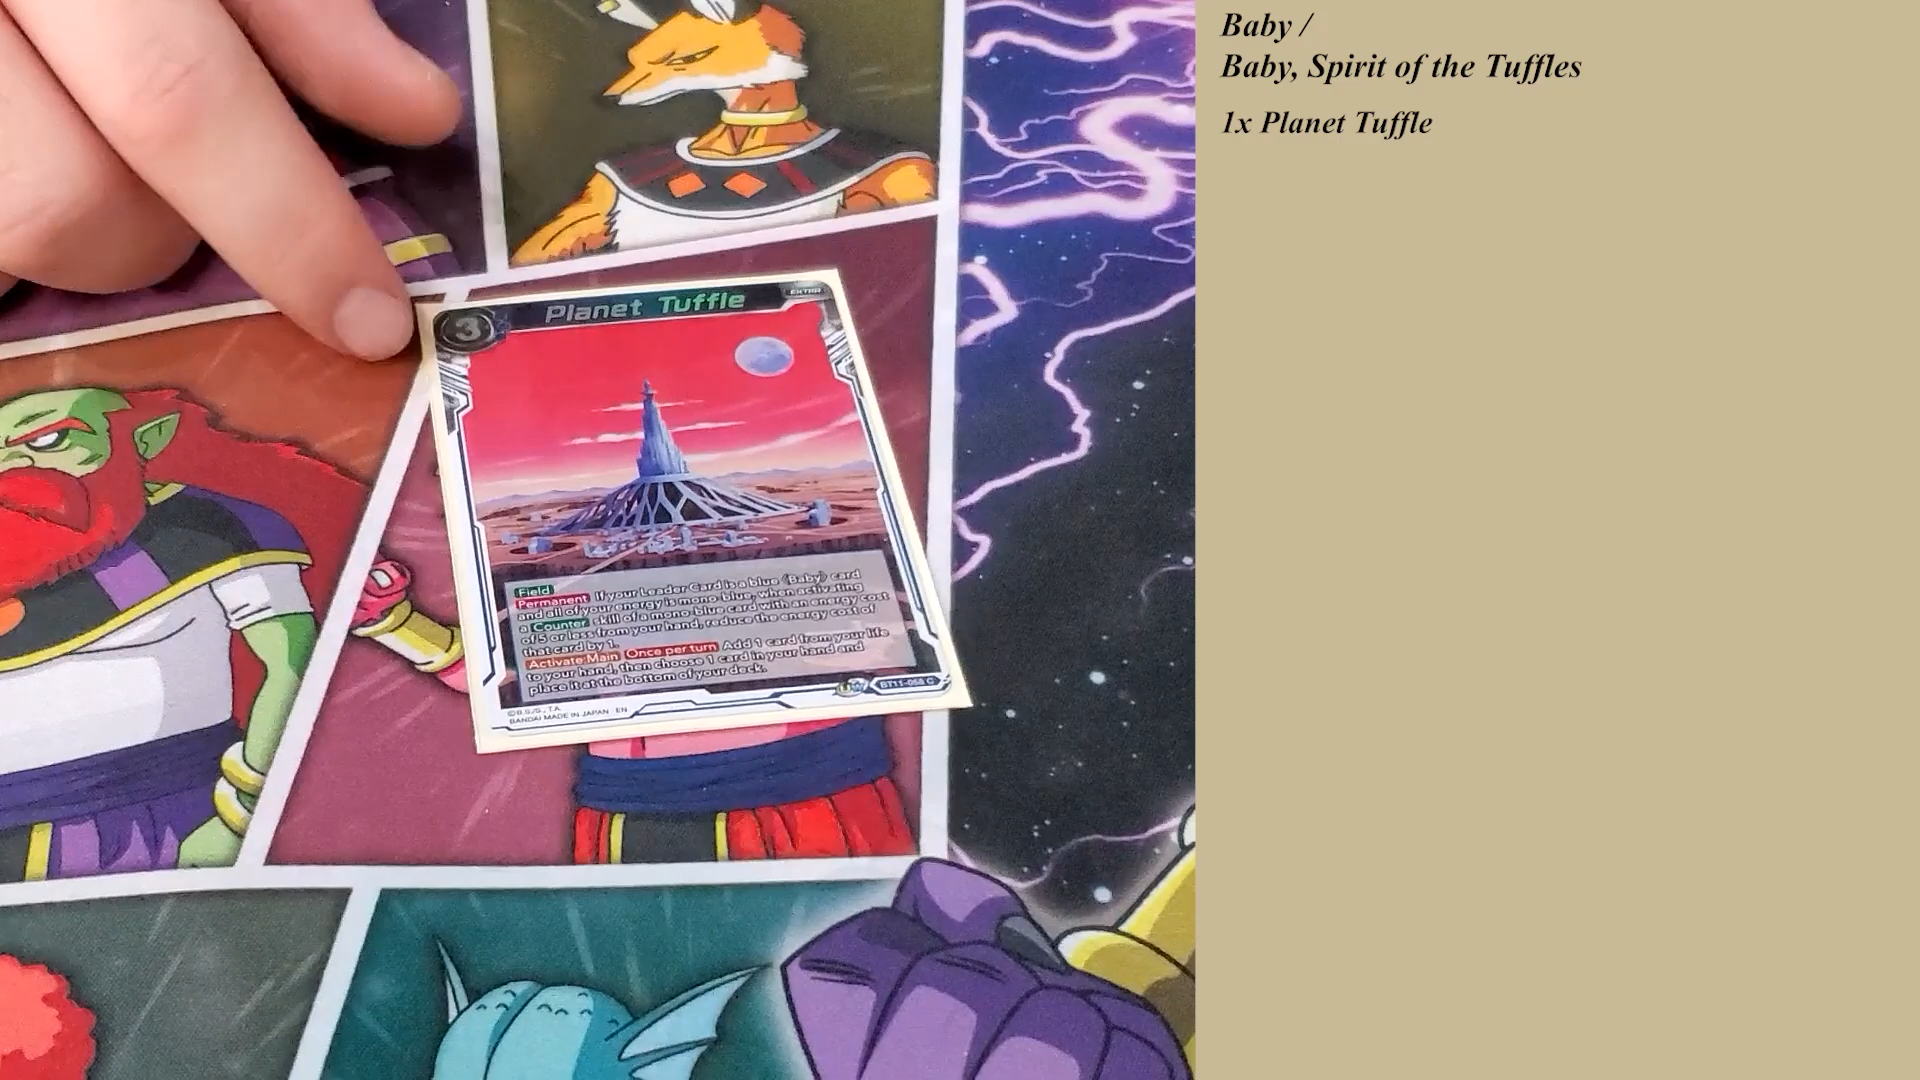 Baby /
Baby, Spirit of the Tuffles
1x Planet Tuffle
Planet Tuffle
EXTRA
3
Field
Permanent If your Leader Card is a blue 《Baby》 card
and all of your energy is mono-blue, when activating
a Counter skill of a mono-blue card with an energy cost
of 5 or less from your hand, reduce the energy cost of
that card by 1.
Activate:Main Once per turn Add 1 card from your life
to your hand, then choose 1 card in your hand and
place it at the bottom of your deck.
UW BT11-058 C
©B.S./S., T.A.
BANDAI MADE IN JAPAN EN